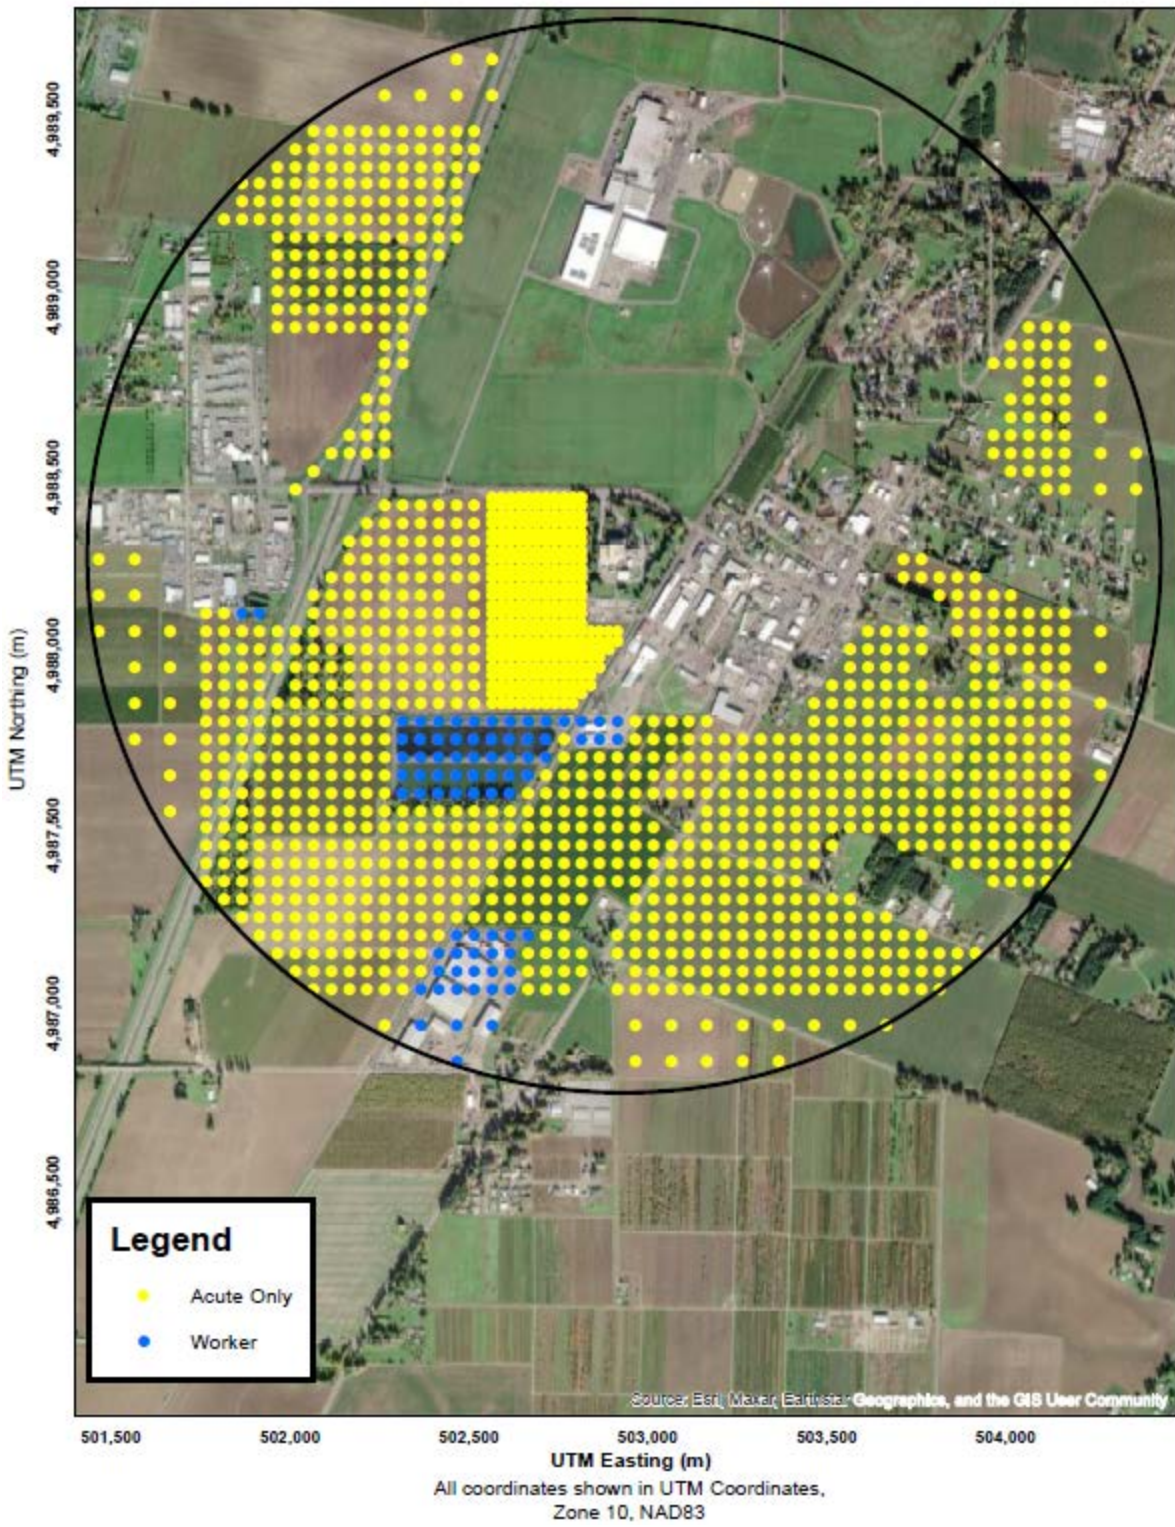 4,989,500
4,989,000
4,988,500
4,988,000
4,987,500
4,987,000
4,986,500
UTM Northing (m)
Legend
Acute Only
Worker
Source: Esri, Maxar, Earthstar Geographics, and the GIS User Community
501,500 502,000 502,500 503,000 503,500 504,000
UTM Easting (m)
All coordinates shown in UTM Coordinates,
Zone 10, NAD83